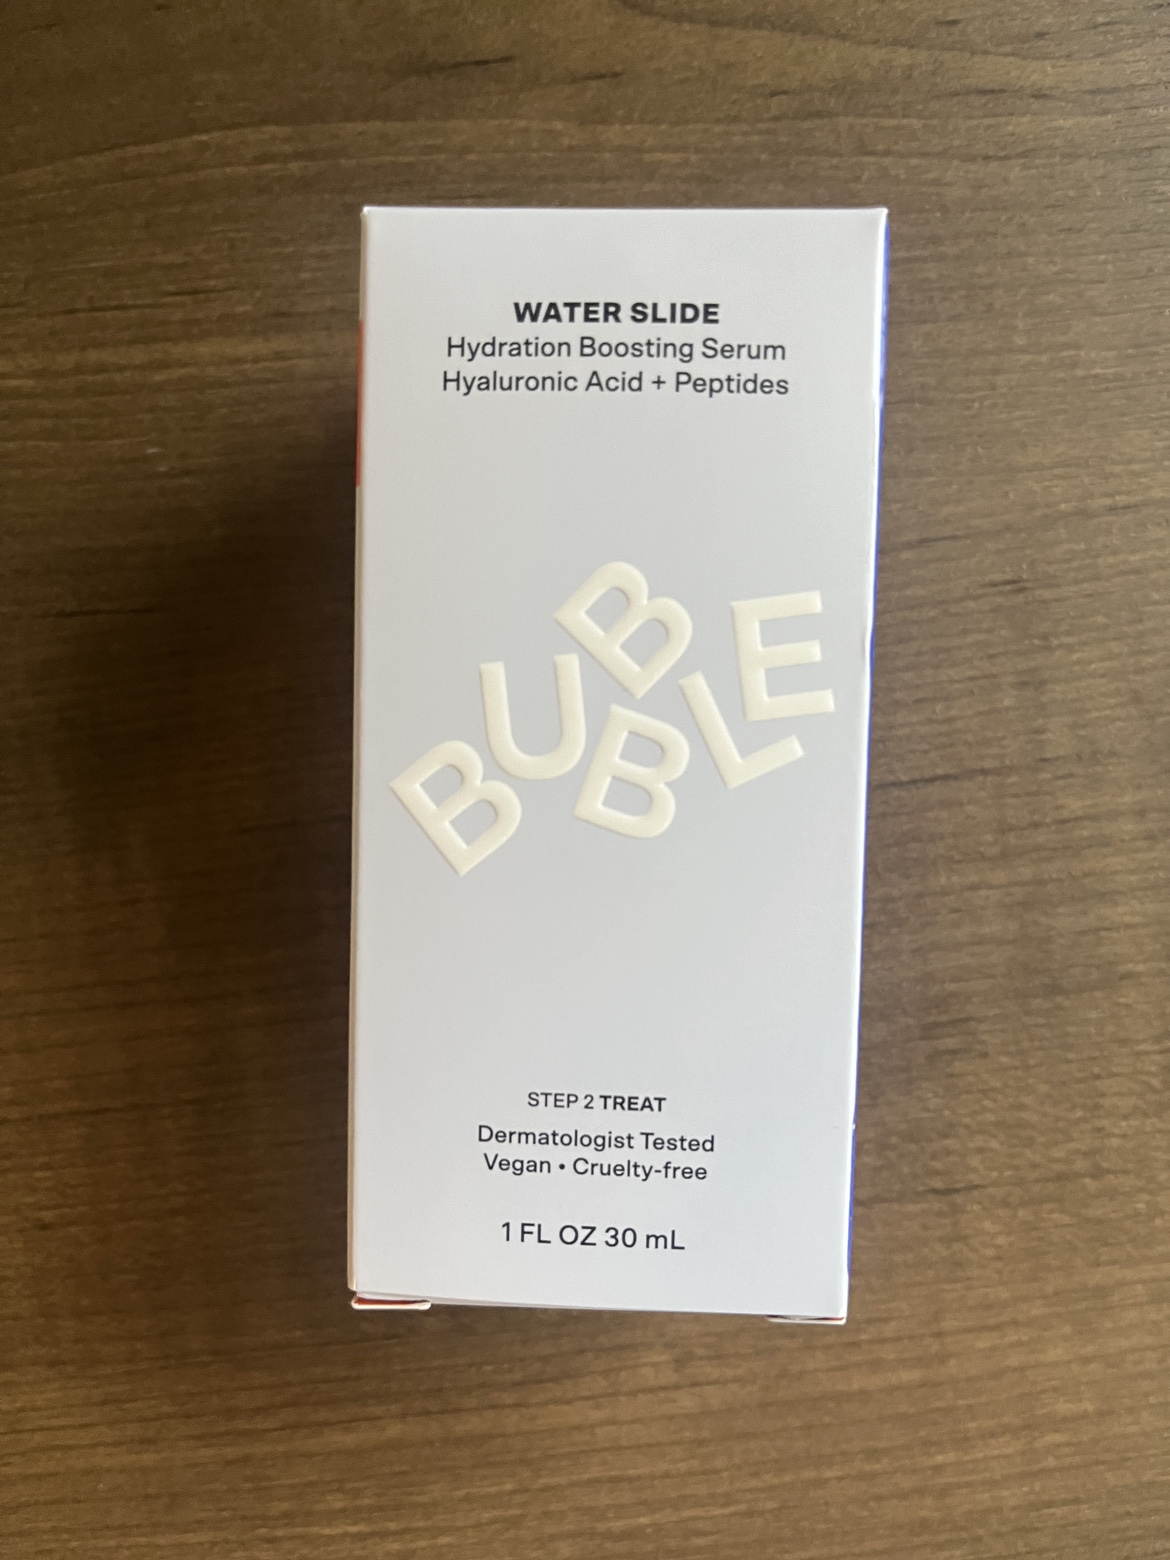 WATER SLIDE
Hydration Boosting Serum
Hyaluronic Acid + Peptides
BUBBLE
STEP 2 TREAT
Dermatologist Tested
Vegan • Cruelty-free
1 FL OZ 30 mL